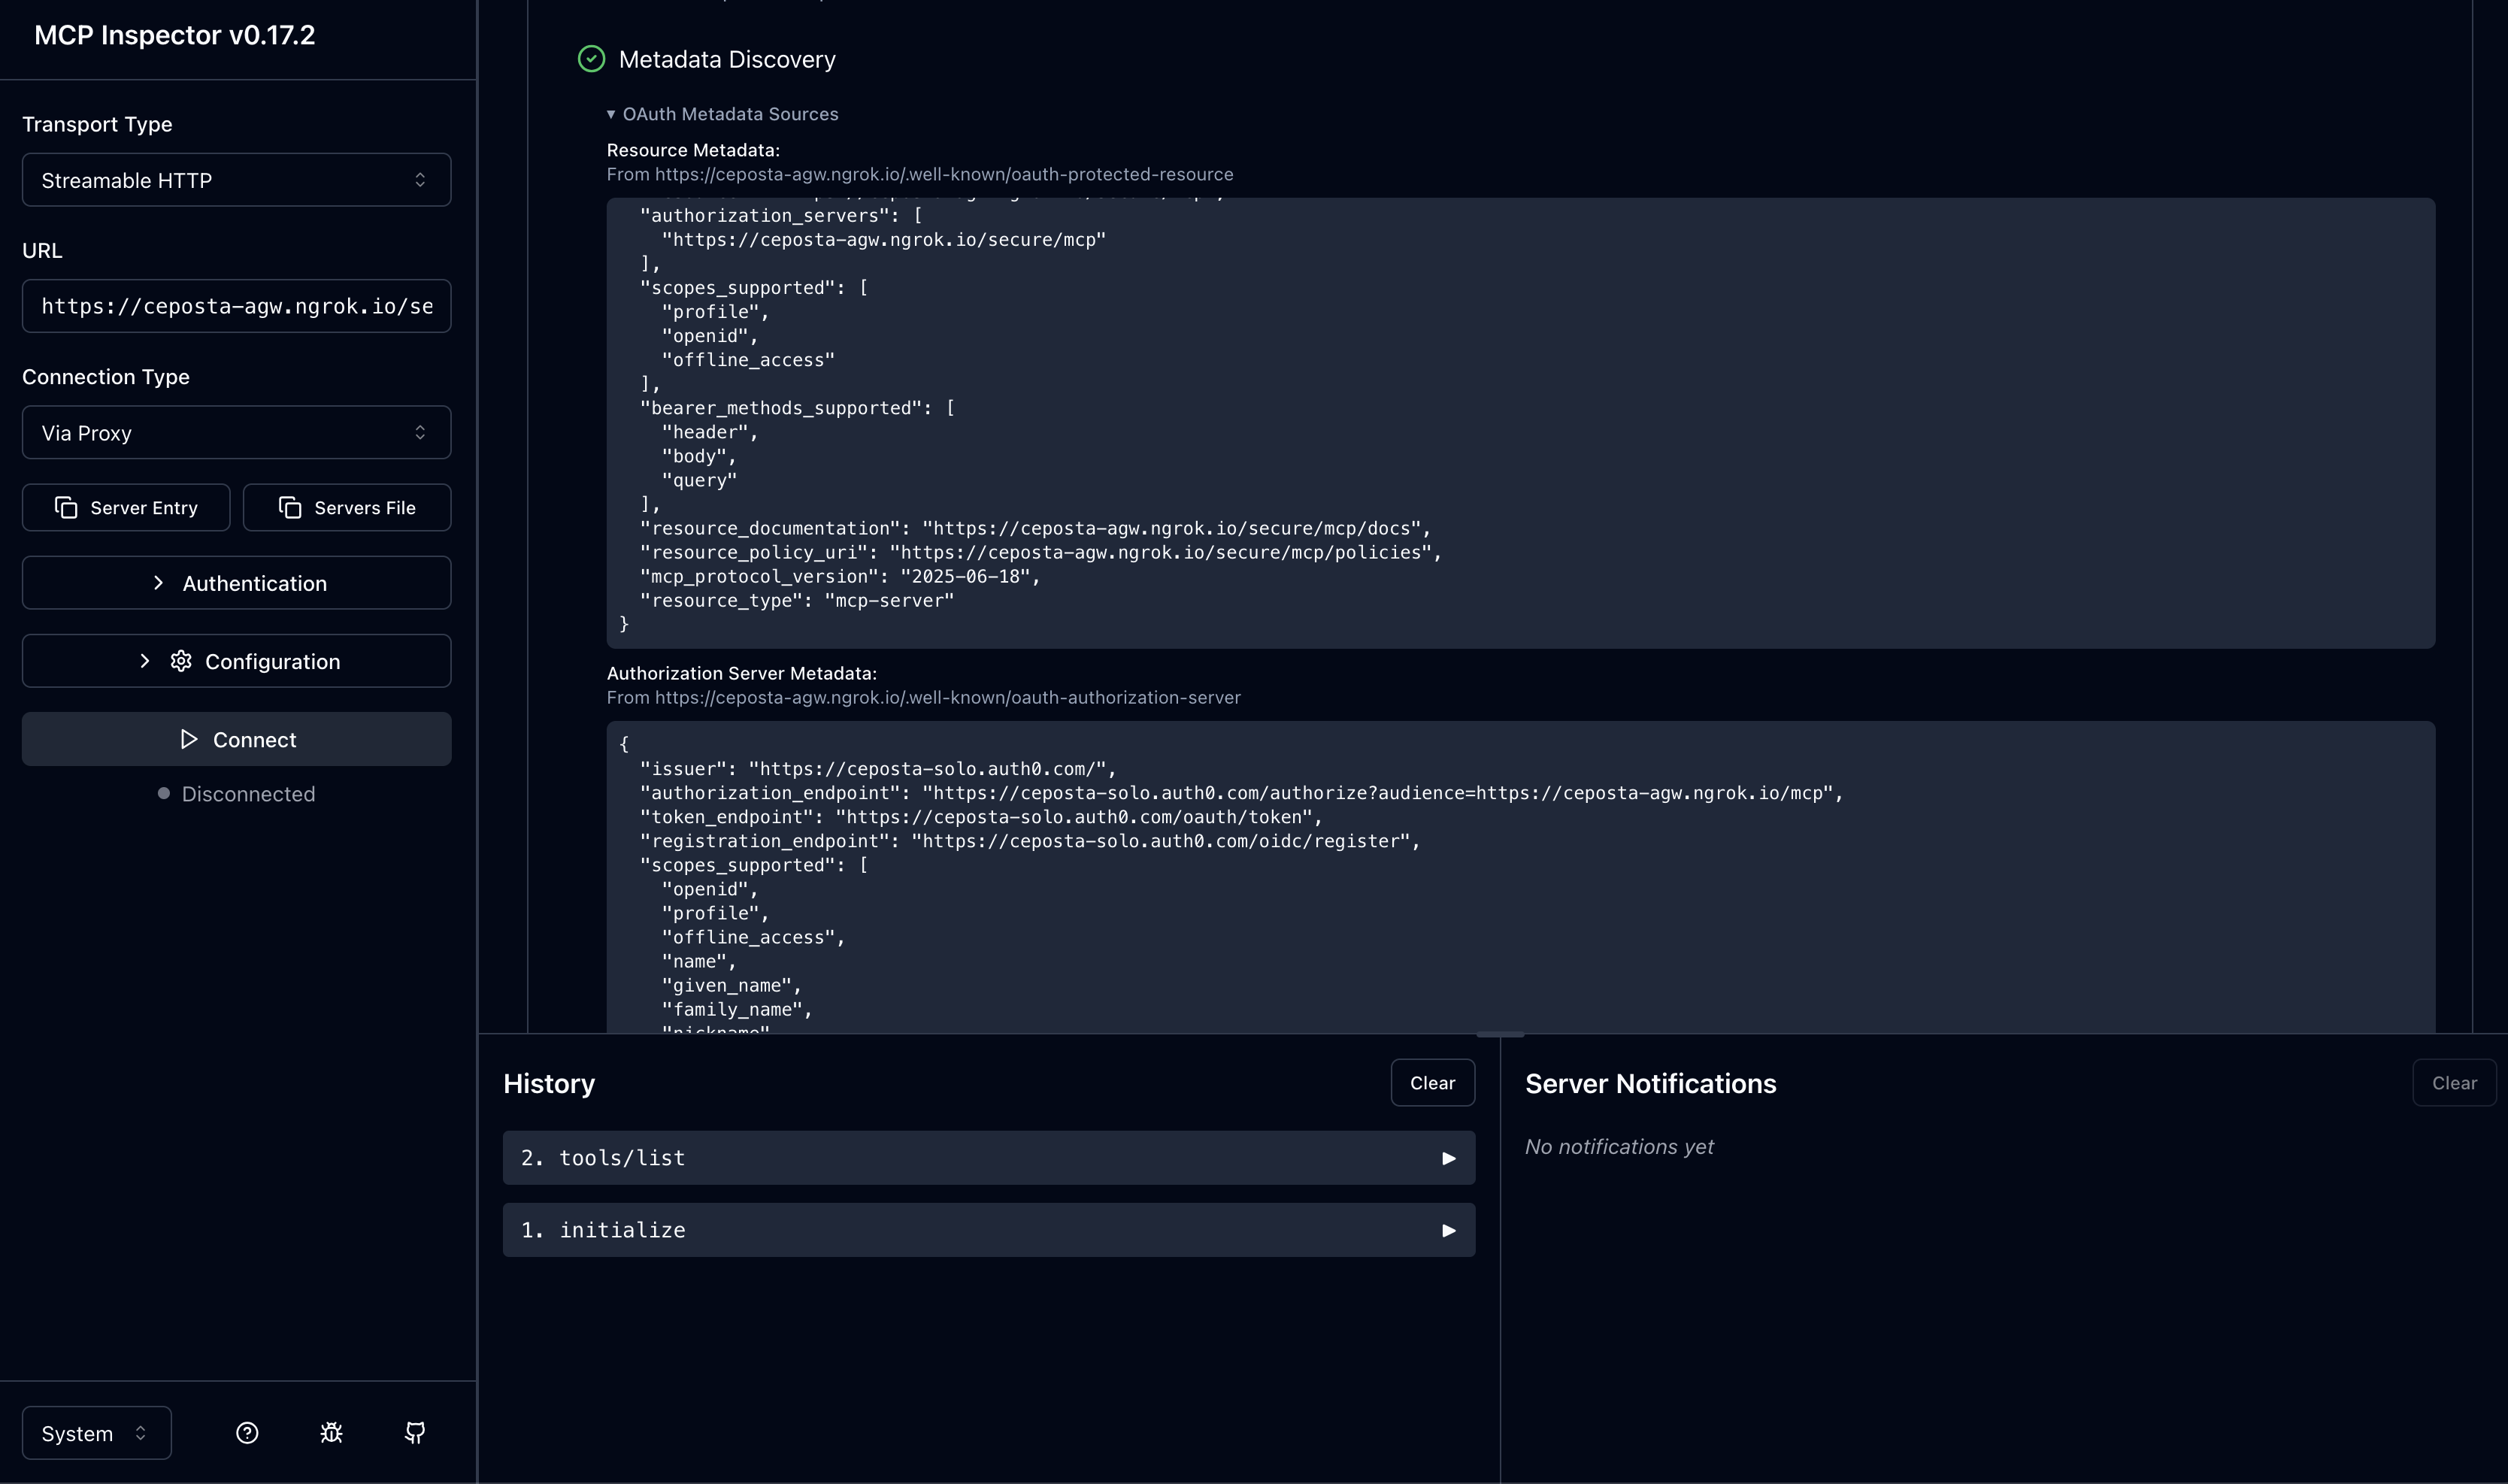 MCP Inspector v0.17.2
Transport Type
Streamable HTTP
URL
https://ceposta-agw.ngrok.io/se
Connection Type
Via Proxy
Server Entry
Servers File
Authentication
Configuration
Connect
Disconnected
System
Metadata Discovery
▼ OAuth Metadata Sources
Resource Metadata:
From https://ceposta-agw.ngrok.io/.well-known/oauth-protected-resource
"authorization_servers": [
"https://ceposta-agw.ngrok.io/secure/mcp"
],
"scopes_supported": [
"profile",
"openid",
"offline_access"
],
"bearer_methods_supported": [
"header",
"body",
"query"
],
"resource_documentation": "https://ceposta-agw.ngrok.io/secure/mcp/docs",
"resource_policy_uri": "https://ceposta-agw.ngrok.io/secure/mcp/policies",
"mcp_protocol_version": "2025-06-18",
"resource_type": "mcp-server"
}
Authorization Server Metadata:
From https://ceposta-agw.ngrok.io/.well-known/oauth-authorization-server
{
"issuer": "https://ceposta-solo.auth0.com/",
"authorization_endpoint": "https://ceposta-solo.auth0.com/authorize?audience=https://ceposta-agw.ngrok.io/mcp",
"token_endpoint": "https://ceposta-solo.auth0.com/oauth/token",
"registration_endpoint": "https://ceposta-solo.auth0.com/oidc/register",
"scopes_supported": [
"openid",
"profile",
"offline_access",
"name",
"given_name",
"family_name",
"nickname"
History
Clear
2. tools/list
1. initialize
Server Notifications
Clear
No notifications yet